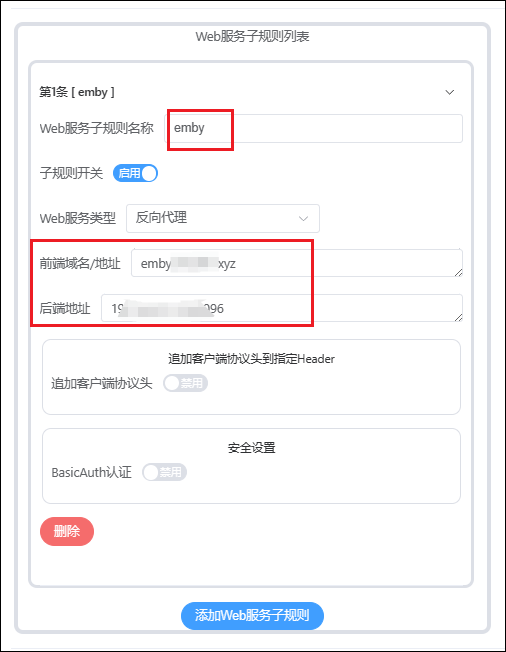 Web服务子规则列表
第1条 [ emby ]
Web服务子规则名称 emby
子规则开关 启用
Web服务类型 反向代理
前端域名/地址 emby xyz
后端地址 19 096
追加客户端协议头到指定Header
追加客户端协议头 禁用
安全设置
BasicAuth认证 禁用
删除
添加Web服务子规则